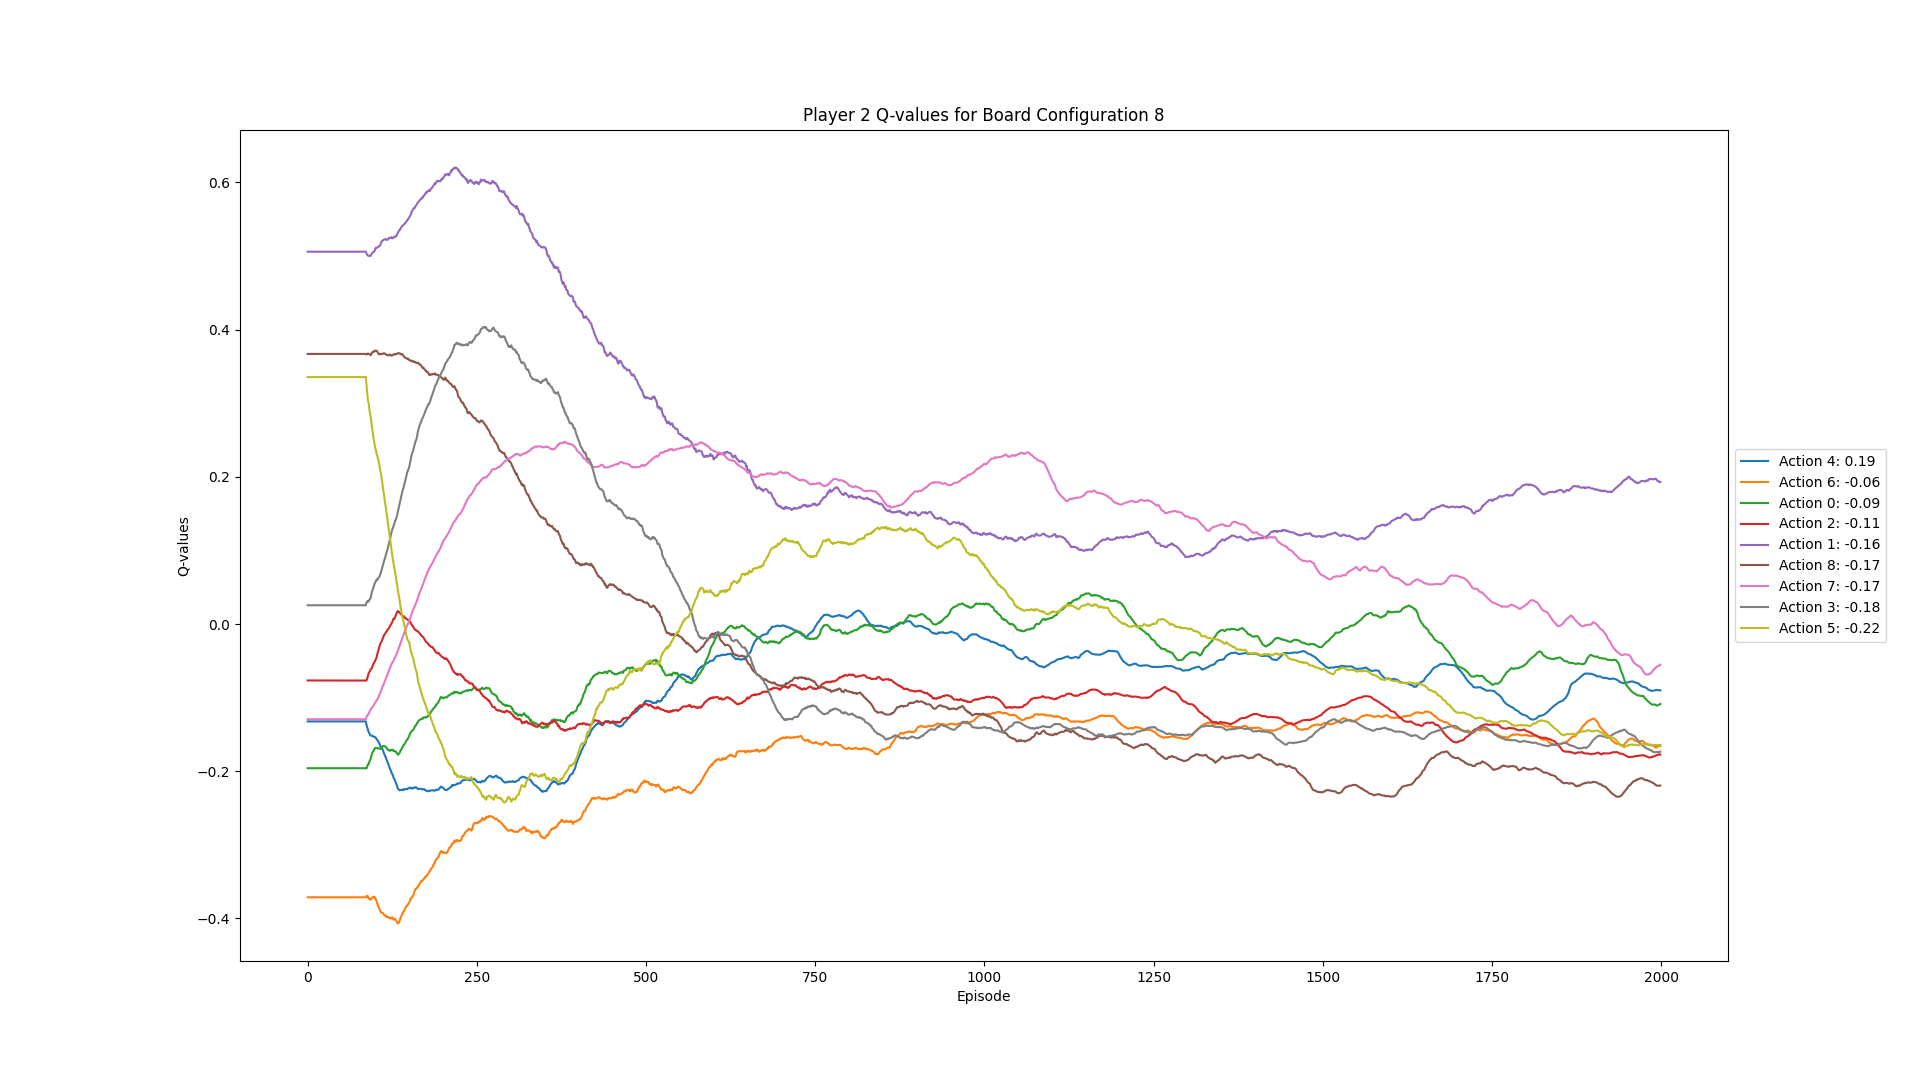 Player 2 Q-values for Board Configuration 8
Q-values
0.6
0.4
0.2
0.0
−0.2
−0.4
0
250
500
750
1000
1250
1500
1750
2000
Episode
Action 4: 0.19
Action 6: -0.06
Action 0: -0.09
Action 2: -0.11
Action 1: -0.16
Action 8: -0.17
Action 7: -0.17
Action 3: -0.18
Action 5: -0.22